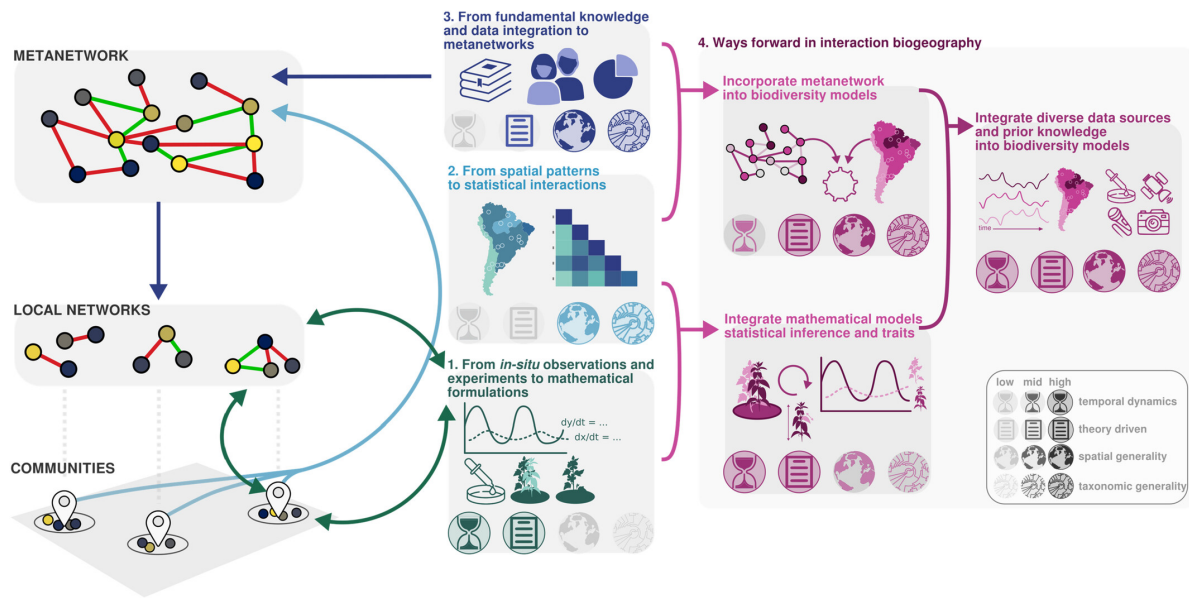 METANETWORK
LOCAL NETWORKS
COMMUNITIES
3. From fundamental knowledge
and data integration to
metanetworks
2. From spatial patterns
to statistical interactions
1. From in-situ observations and
experiments to mathematical
formulations
dy/dt = ...
dx/dt = ...
4. Ways forward in interaction biogeography
Incorporate metanetwork
into biodiversity models
Integrate mathematical models
statistical inference and traits
Integrate diverse data sources
and prior knowledge
into biodiversity models
time
low mid high
temporal dynamics
theory driven
spatial generality
taxonomic generality